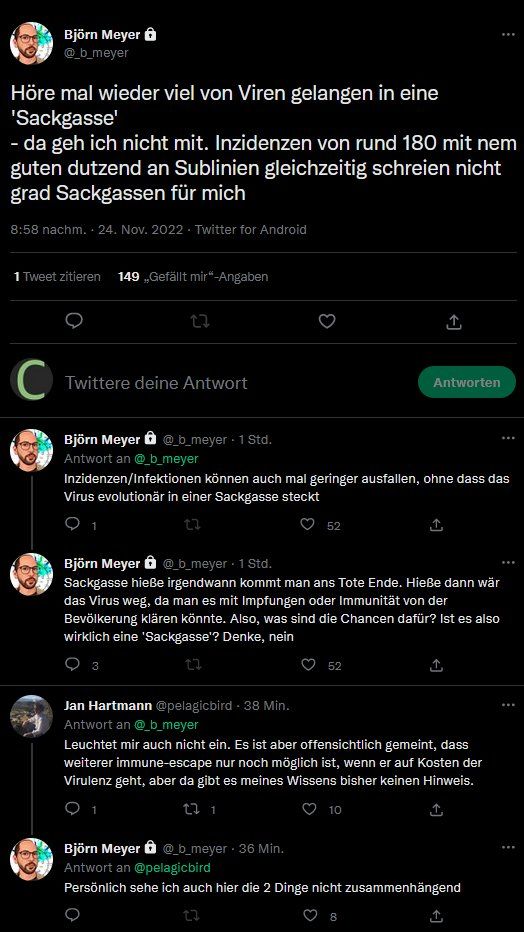 Björn Meyer
@_b_meyer
Höre mal wieder viel von Viren gelangen in eine
'Sackgasse'
- da geh ich nicht mit. Inzidenzen von rund 180 mit nem
guten dutzend an Sublinien gleichzeitig schreien nicht
grad Sackgassen für mich
8:58 nachm. · 24. Nov. 2022 · Twitter for Android
1 Tweet zitieren 149 „Gefällt mir“-Angaben
C Twittere deine Antwort Antworten
Björn Meyer @_b_meyer · 1 Std.
Antwort an @_b_meyer
Inzidenzen/Infektionen können auch mal geringer ausfallen, ohne dass das
Virus evolutionär in einer Sackgasse steckt
1 52
Björn Meyer @_b_meyer · 1 Std.
Sackgasse hieße irgendwann kommt man ans Tote Ende. Hieße dann wär
das Virus weg, da man es mit Impfungen oder Immunität von der
Bevölkerung klären könnte. Also, was sind die Chancen dafür? Ist es also
wirklich eine 'Sackgasse'? Denke, nein
3 52
Jan Hartmann @pelagicbird · 38 Min.
Antwort an @_b_meyer
Leuchtet mir auch nicht ein. Es ist aber offensichtlich gemeint, dass
weiterer immune-escape nur noch möglich ist, wenn er auf Kosten der
Virulenz geht, aber da gibt es meines Wissens bisher keinen Hinweis.
1 1 10
Björn Meyer @_b_meyer · 36 Min.
Antwort an @pelagicbird
Persönlich sehe ich auch hier die 2 Dinge nicht zusammenhängend
8